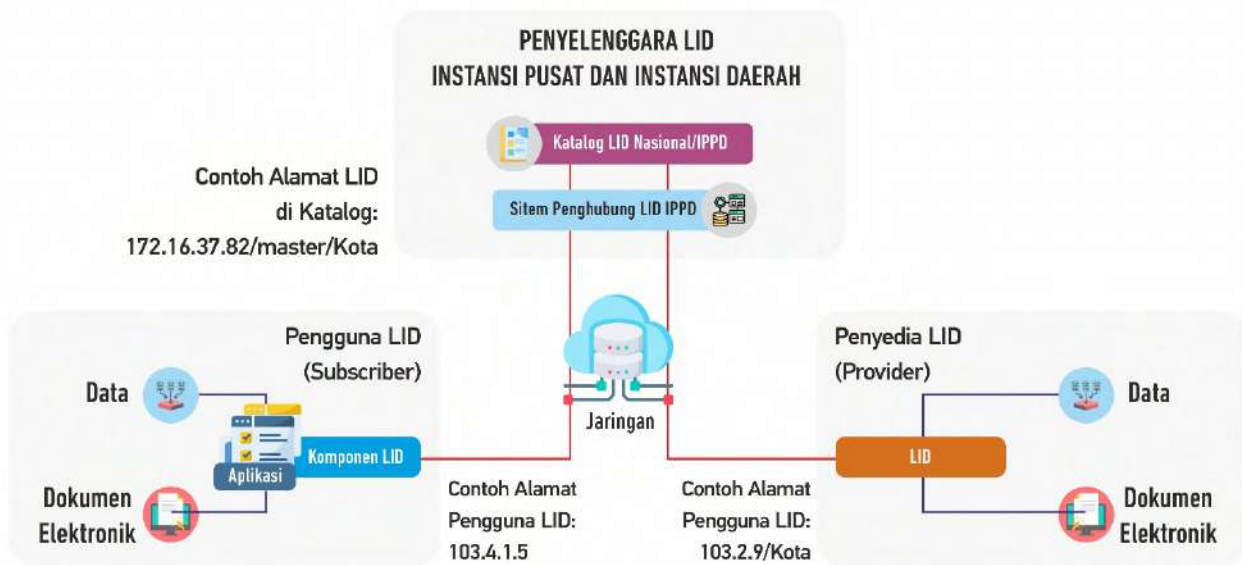 PENYELENGGARA LID
INSTANSI PUSAT DAN INSTANSI DAERAH
Katalog LID Nasional/IPPD
Sitem Penghubung LID IPPD
Contoh Alamat LID
di Katalog:
172.16.37.82/master/Kota
Pengguna LID
(Subscriber)
Data
Aplikasi
Komponen LID
Dokumen
Elektronik
Jaringan
Contoh Alamat
Pengguna LID:
103.4.1.5
Contoh Alamat
Pengguna LID:
103.2.9/Kota
Penyedia LID
(Provider)
LID
Data
Dokumen
Elektronik